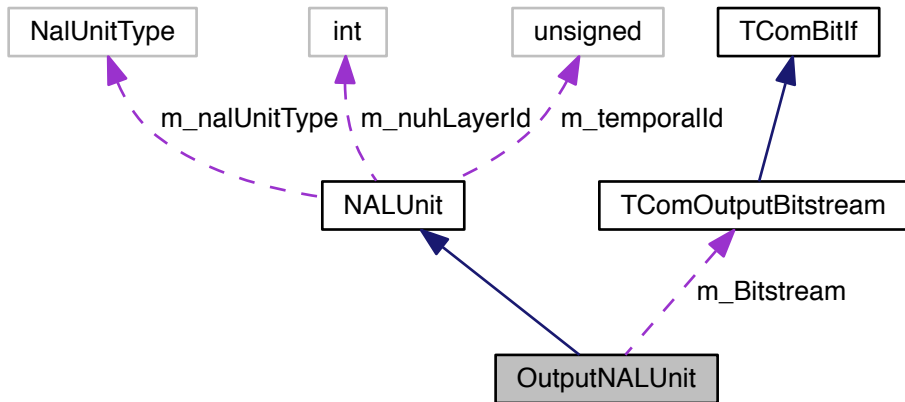 NalUnitType
int
unsigned
TComBitIf
m_nalUnitType
m_nuhLayerId
m_temporalId
NALUnit
TComOutputBitstream
m_Bitstream
OutputNALUnit